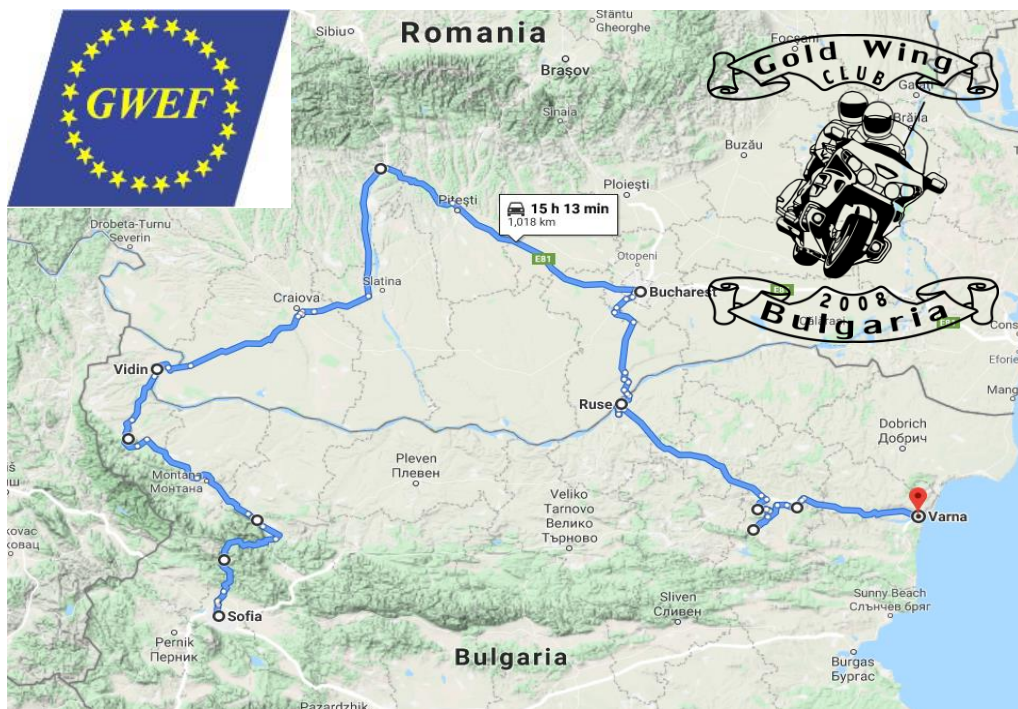 GWEF
Gold Wing
CLUB
2008
Bulgaria
Romania
Sibiu
Sfântu
Gheorghe
Focșani
Brașov
Galați
Sinaia
Brăila
Buzău
Ploiești
Pitești
15 h 13 min
1,018 km
E81
Otopeni
Drobeta-Turnu
Severin
Slatina
Craiova
Bucharest
Călărași
Eforie
Vidin
Ruse
Dobrich
Добрич
Pleven
Плевен
Montana
Монтана
Veliko
Tarnovo
Велико
Търново
Varna
Sofia
Sunny Beach
Слънчев бряг
Sliven
Сливен
Pernik
Перник
Bulgaria
Burgas
Бургас
Pazardzhik